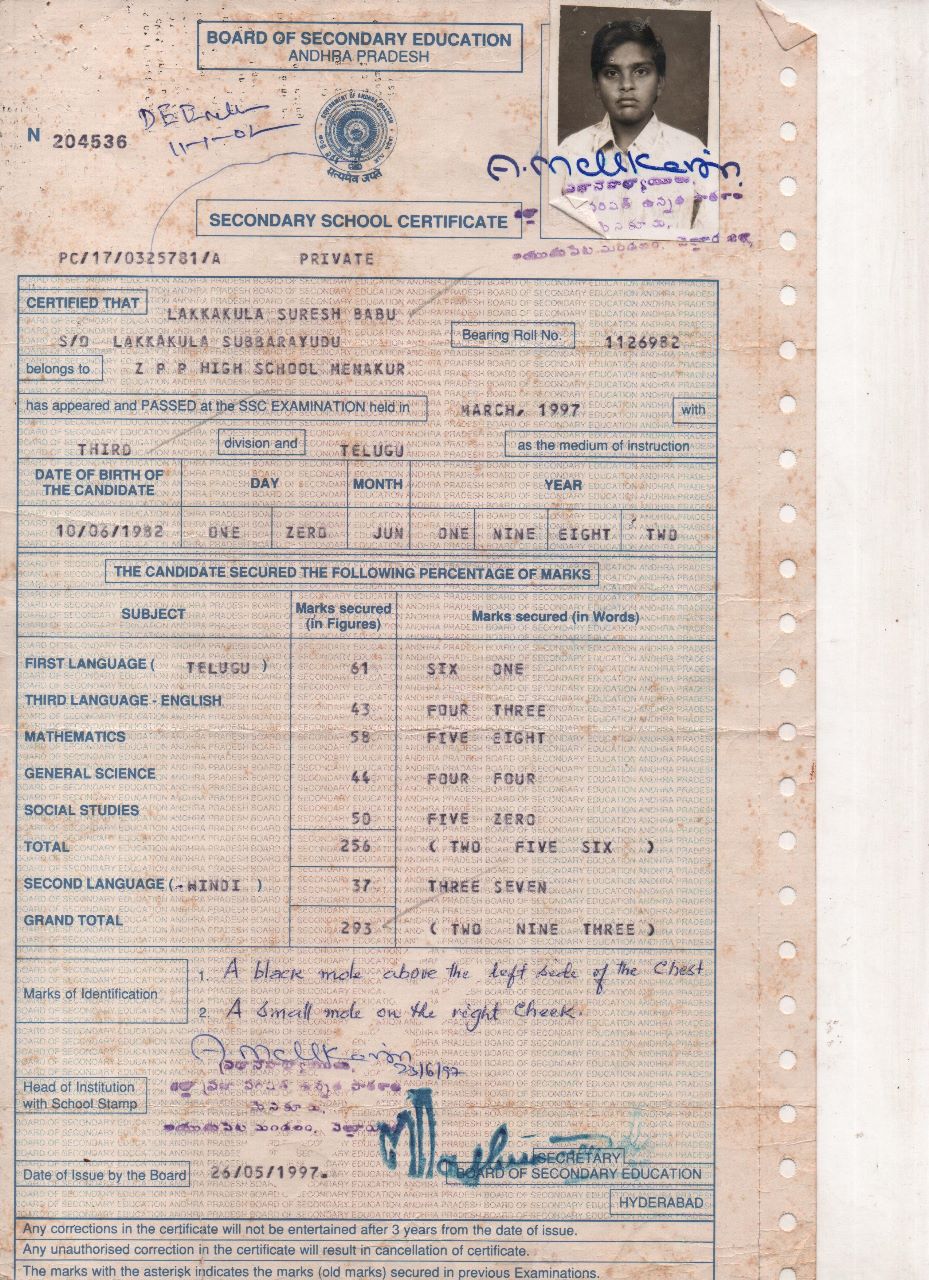 BOARD OF SECONDARY EDUCATION
ANDHRA PRADESH
N 204536
11-1-02
GOVERNMENT OF ANDHRA PRADESH
सत्यमेव जयते
A. Mallikarjun
SECONDARY SCHOOL CERTIFICATE
PC/17/0325781/A PRIVATE
CERTIFIED THAT LAKKAKULA SURESH BABU
S/O LAKKAKULA SUBBARAYUDU Bearing Roll No. 1126982
belongs to Z P P HIGH SCHOOL MENAKUR
has appeared and PASSED at the SSC EXAMINATION held in MARCH, 1997 with
THIRD division and TELUGU as the medium of instruction
DATE OF BIRTH OF THE CANDIDATE DAY MONTH YEAR
10/06/1982 ONE ZERO JUN ONE NINE EIGHT TWO
THE CANDIDATE SECURED THE FOLLOWING PERCENTAGE OF MARKS
SUBJECT Marks secured (in Figures) Marks secured (in Words)
FIRST LANGUAGE ( TELUGU ) 61 SIX ONE
THIRD LANGUAGE - ENGLISH 43 FOUR THREE
MATHEMATICS 58 FIVE EIGHT
GENERAL SCIENCE 44 FOUR FOUR
SOCIAL STUDIES 50 FIVE ZERO
TOTAL 256 ( TWO FIVE SIX )
SECOND LANGUAGE (-HINDI ) 37 THREE SEVEN
GRAND TOTAL 293 ( TWO NINE THREE )
Marks of Identification
1. A black mole above the left side of the Chest
2. A small mole on the right Cheek.
A. Mallikarjun
23/6/97
Head of Institution
with School Stamp
SECRETARY
Date of Issue by the Board 26/05/1997. BOARD OF SECONDARY EDUCATION
HYDERABAD
Any corrections in the certificate will not be entertained after 3 years from the date of issue.
Any unauthorised correction in the certificate will result in cancellation of certificate.
The marks with the asterisk indicates the marks (old marks) secured in previous Examinations.